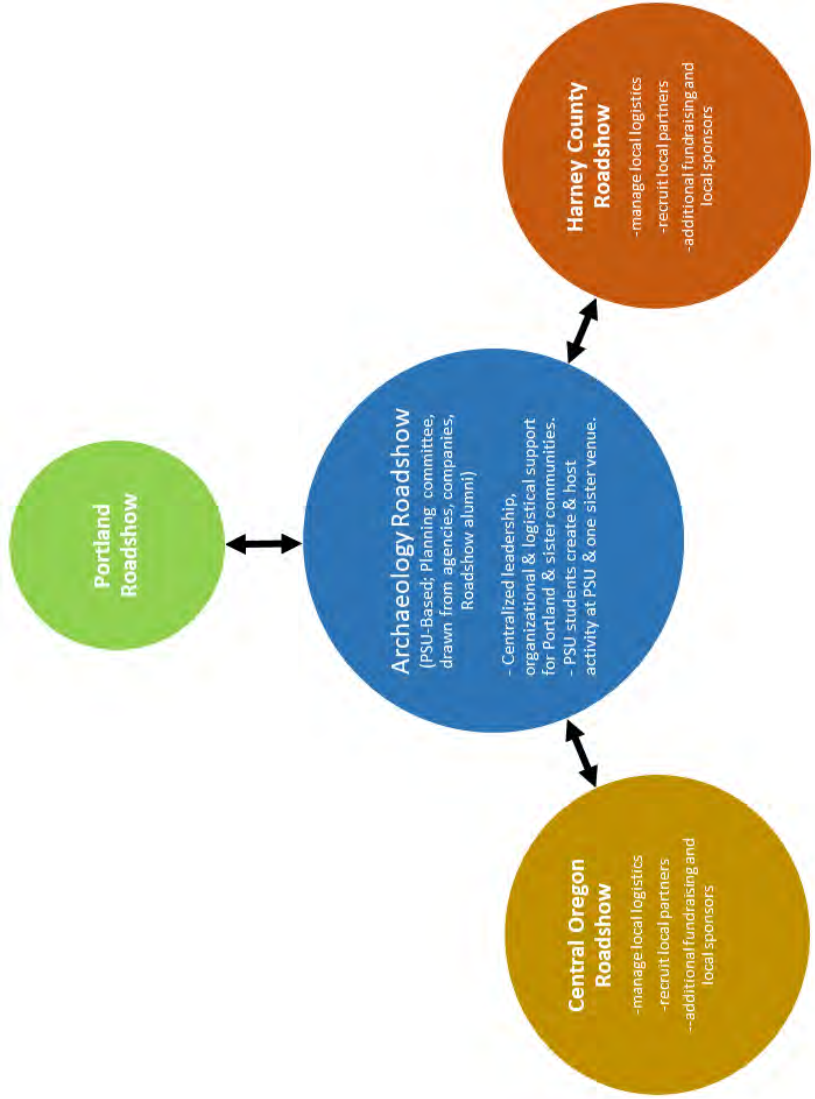 Portland
Roadshow
Archaeology Roadshow
(PSU-Based; Planning committee,
drawn from agencies, companies,
Roadshow alumni)
- Centralized leadership,
organizational & logistical support
for Portland & sister communities.
- PSU students create & host
activity at PSU & one sister venue.
Central Oregon
Roadshow
-manage local logistics
-recruit local partners
--additional fundraising and
local sponsors
Harney County
Roadshow
-manage local logistics
-recruit local partners
-additional fundraising and
local sponsors